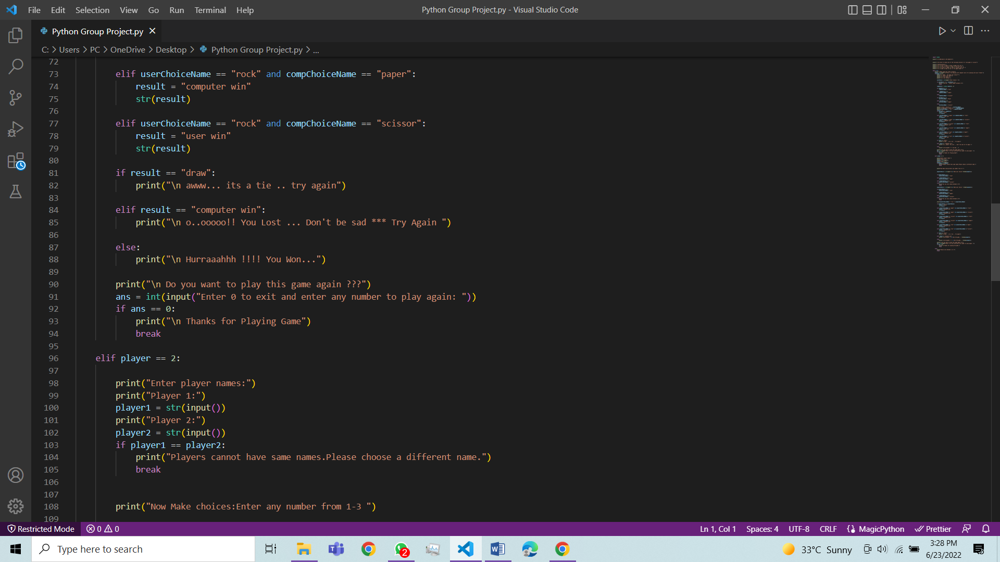 File Edit Selection View Go Run Terminal Help
Python Group Project.py - Visual Studio Code
Python Group Project.py
C: > Users > PC > OneDrive > Desktop > Python Group Project.py > ...
72
73 elif userChoiceName == "rock" and compChoiceName == "paper":
74 result = "computer win"
75 str(result)
76
77 elif userChoiceName == "rock" and compChoiceName == "scissor":
78 result = "user win"
79 str(result)
80
81 if result == "draw":
82 print("\n awww... its a tie .. try again")
83
84 elif result == "computer win":
85 print("\n o..ooooo!! You Lost ... Don't be sad *** Try Again ")
86
87 else:
88 print("\n Hurraaahhh !!!! You Won...")
89
90 print("\n Do you want to play this game again ???")
91 ans = int(input("Enter 0 to exit and enter any number to play again: "))
92 if ans == 0:
93 print("\n Thanks for Playing Game")
94 break
95
96 elif player == 2:
97
98 print("Enter player names:")
99 print("Player 1:")
100 player1 = str(input())
101 print("Player 2:")
102 player2 = str(input())
103 if player1 == player2:
104 print("Players cannot have same names.Please choose a different name.")
105 break
106
107
108 print("Now Make choices:Enter any number from 1-3 ")
109
Restricted Mode 0 0 Ln 1, Col 1 Spaces: 4 UTF-8 CRLF MagicPython Prettier
Type here to search
2
33°C Sunny
3:28 PM
6/23/2022